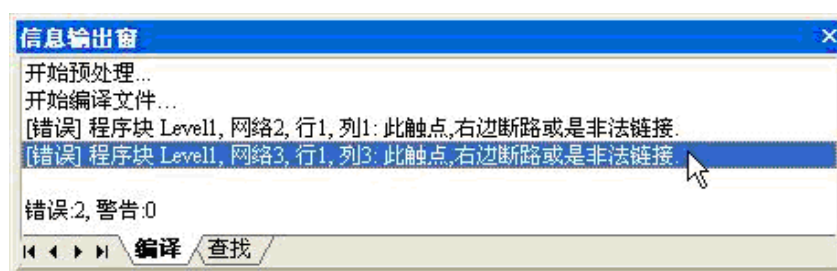 信息输出窗
开始预处理...
开始编译文件...
[错误] 程序块 Level1, 网络2, 行1, 列1: 此触点,右边断路或是非法链接.
[错误] 程序块 Level1, 网络3, 行1, 列3: 此触点,右边断路或是非法链接.
错误:2, 警告:0
编译 查找